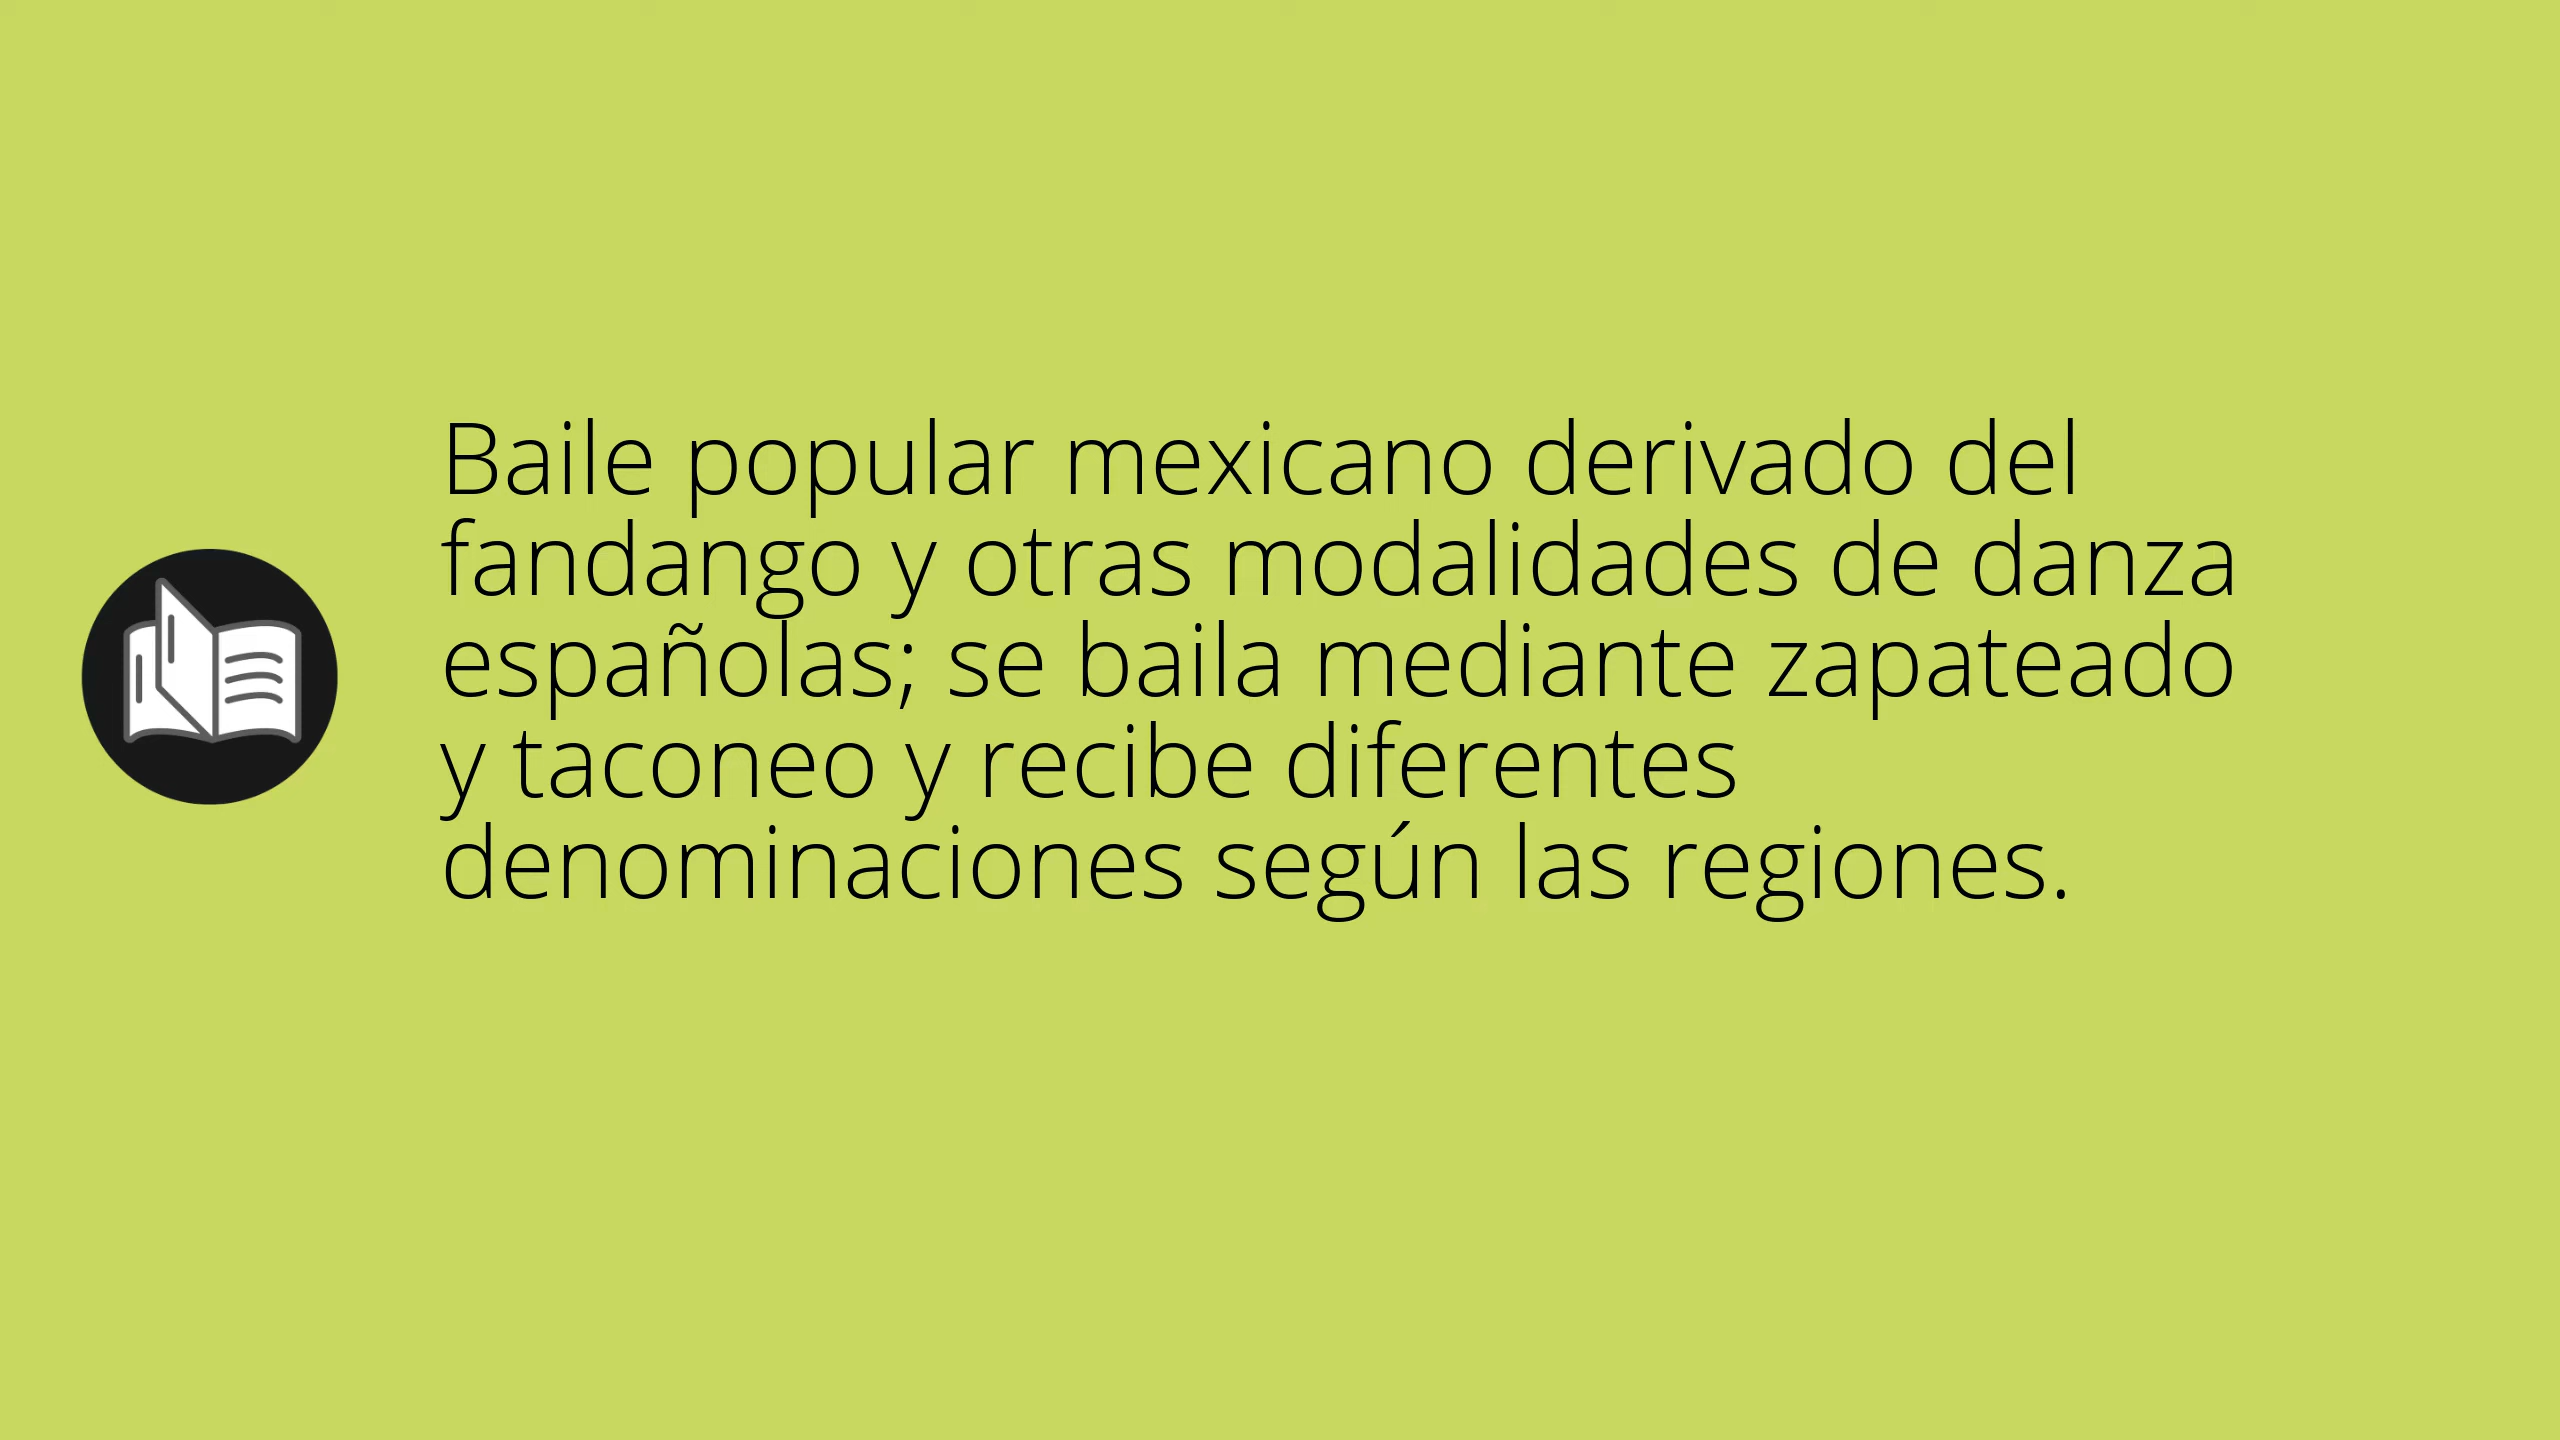 Baile popular mexicano derivado del
fandango y otras modalidades de danza
españolas; se baila mediante zapateado
y taconeo y recibe diferentes
denominaciones según las regiones.